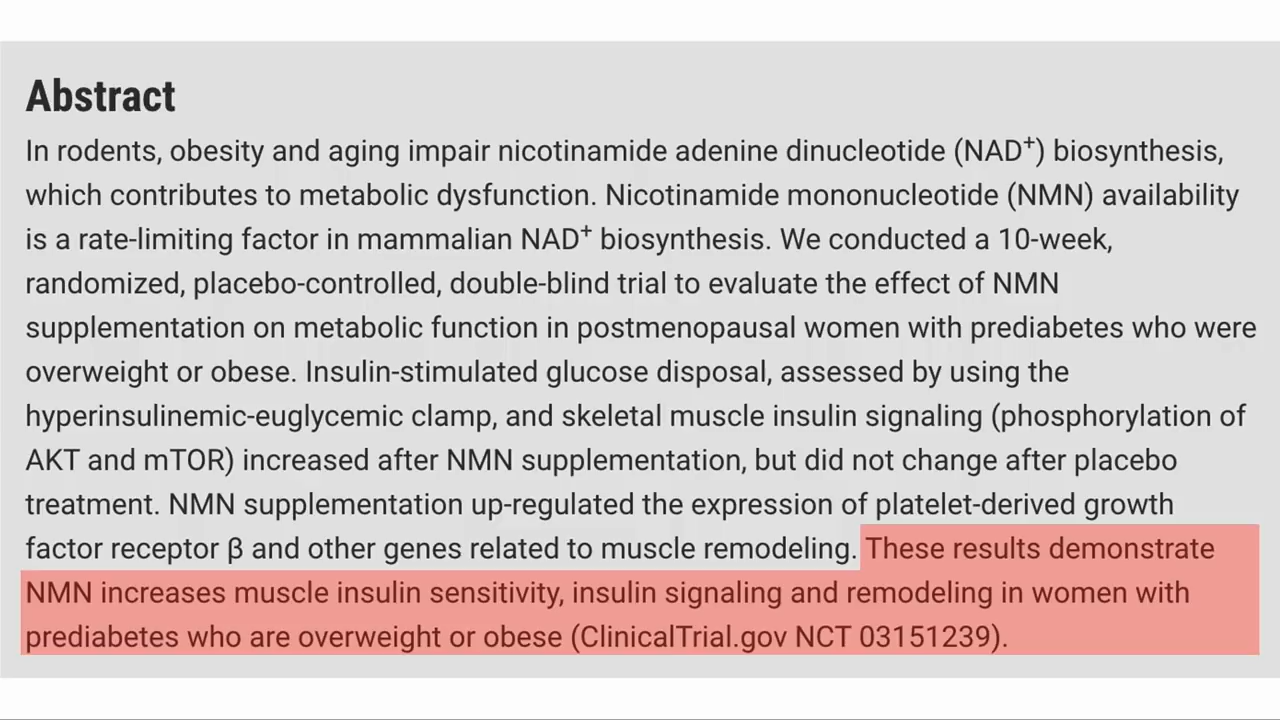 Abstract
In rodents, obesity and aging impair nicotinamide adenine dinucleotide (NAD⁺) biosynthesis,
which contributes to metabolic dysfunction. Nicotinamide mononucleotide (NMN) availability
is a rate-limiting factor in mammalian NAD⁺ biosynthesis. We conducted a 10-week,
randomized, placebo-controlled, double-blind trial to evaluate the effect of NMN
supplementation on metabolic function in postmenopausal women with prediabetes who were
overweight or obese. Insulin-stimulated glucose disposal, assessed by using the
hyperinsulinemic-euglycemic clamp, and skeletal muscle insulin signaling (phosphorylation of
AKT and mTOR) increased after NMN supplementation, but did not change after placebo
treatment. NMN supplementation up-regulated the expression of platelet-derived growth
factor receptor β and other genes related to muscle remodeling. These results demonstrate
NMN increases muscle insulin sensitivity, insulin signaling and remodeling in women with
prediabetes who are overweight or obese (ClinicalTrial.gov NCT 03151239).